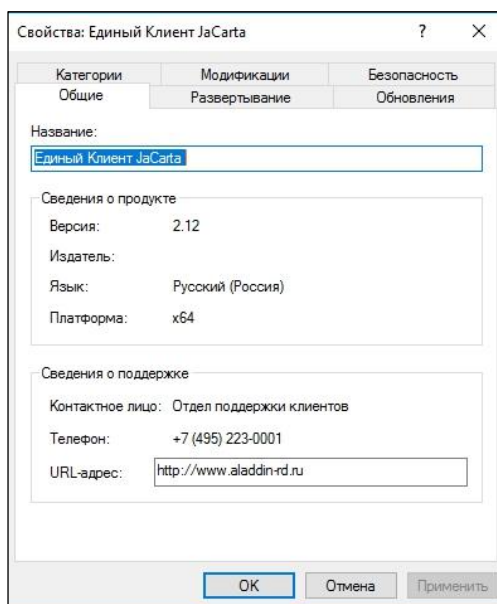 Свойства: Единый Клиент JaCarta ? X
Категории Модификации Безопасность
Общие Развертывание Обновления
Название:
Единый Клиент JaCarta
Сведения о продукте
Версия: 2.12
Издатель:
Язык: Русский (Россия)
Платформа: x64
Сведения о поддержке
Контактное лицо: Отдел поддержки клиентов
Телефон: +7 (495) 223-0001
URL-адрес: http://www.aladdin-rd.ru
OK Отмена Применить